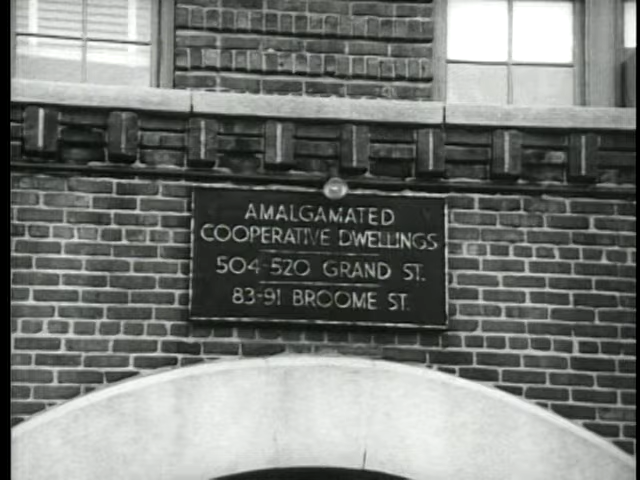 AMALGAMATED
COOPERATIVE DWELLINGS
504-520 GRAND ST.
83-91 BROOME ST.